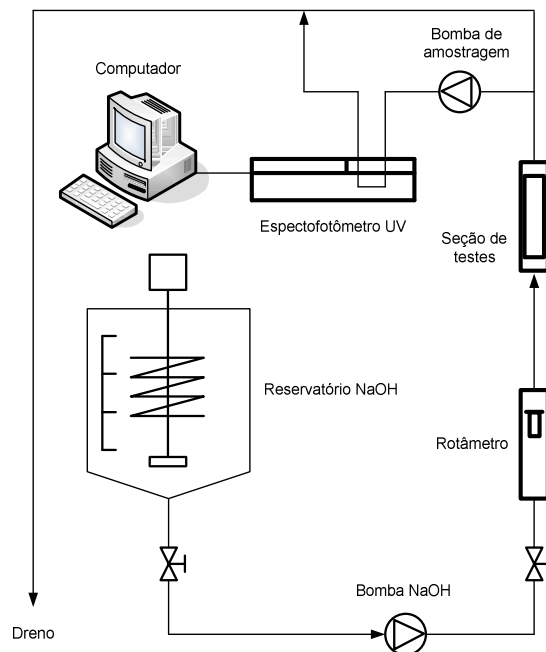 Bomba de
amostragem
Computador
Espectofotômetro UV
Seção de
testes
Reservatório NaOH
Rotâmetro
Bomba NaOH
Dreno